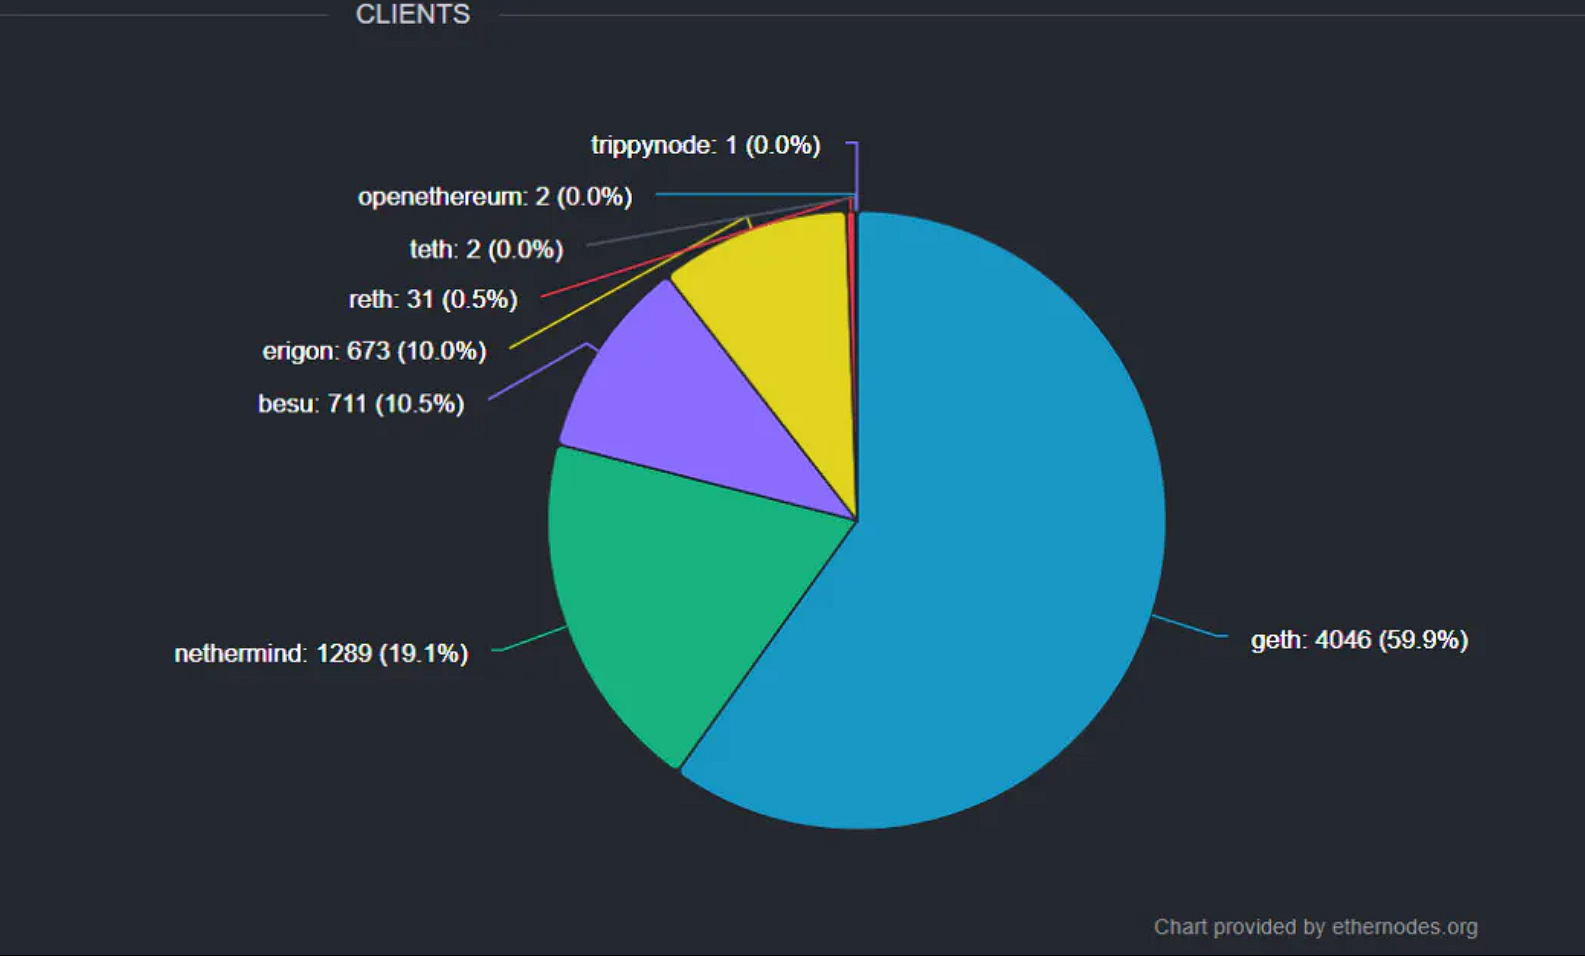 CLIENTS
trippynode: 1 (0.0%)
openethereum: 2 (0.0%)
teth: 2 (0.0%)
reth: 31 (0.5%)
erigon: 673 (10.0%)
besu: 711 (10.5%)
nethermind: 1289 (19.1%)
geth: 4046 (59.9%)
Chart provided by ethernodes.org